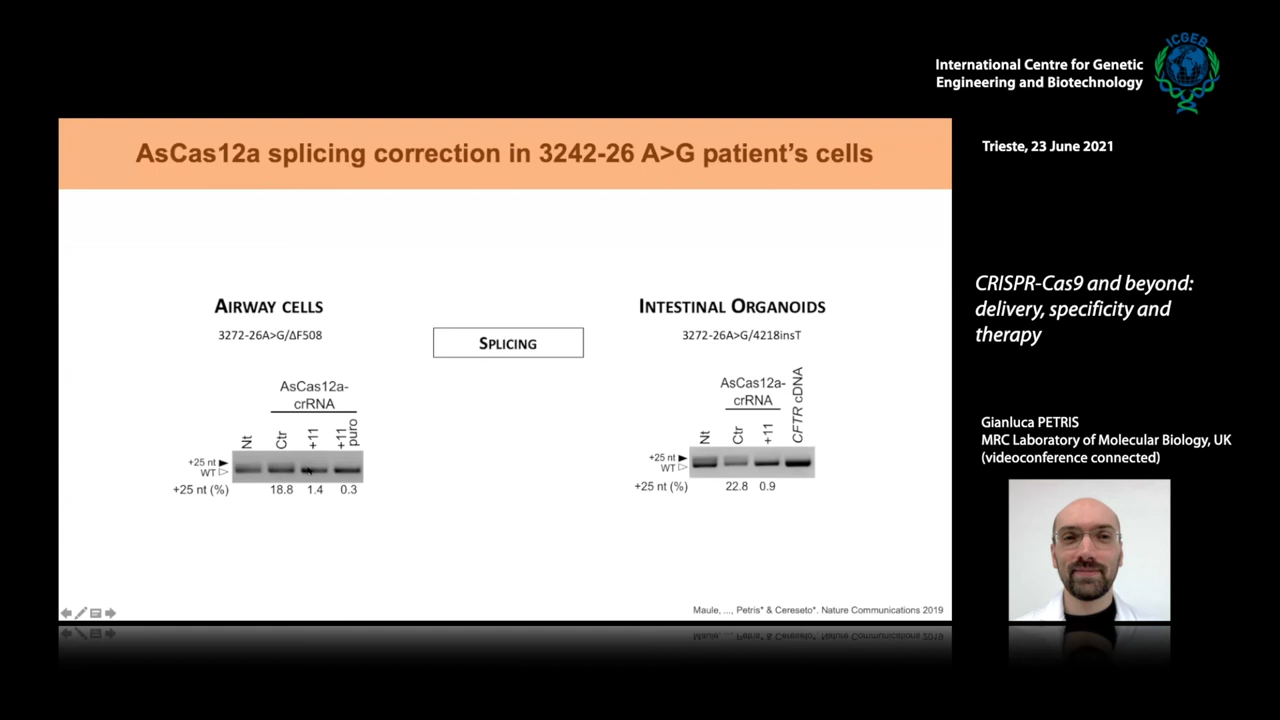 ICGEB
International Centre for Genetic
Engineering and Biotechnology
Trieste, 23 June 2021
AsCas12a splicing correction in 3242-26 A>G patient's cells
AIRWAY CELLS
3272-26A>G/ΔF508
SPLICING
INTESTINAL ORGANOIDS
3272-26A>G/4218insT
AsCas12a-
crRNA
Nt
Ctr
+11
+11
puro
+25 nt
WT
+25 nt (%)
18.8 1.4 0.3
AsCas12a-
crRNA
Nt
Ctr
+11
CFTR cDNA
+25 nt
WT
+25 nt (%)
22.8 0.9
Maule, ..., Petris* & Cereseto*. Nature Communications 2019
CRISPR-Cas9 and beyond:
delivery, specificity and
therapy
Gianluca PETRIS
MRC Laboratory of Molecular Biology, UK
(videoconference connected)